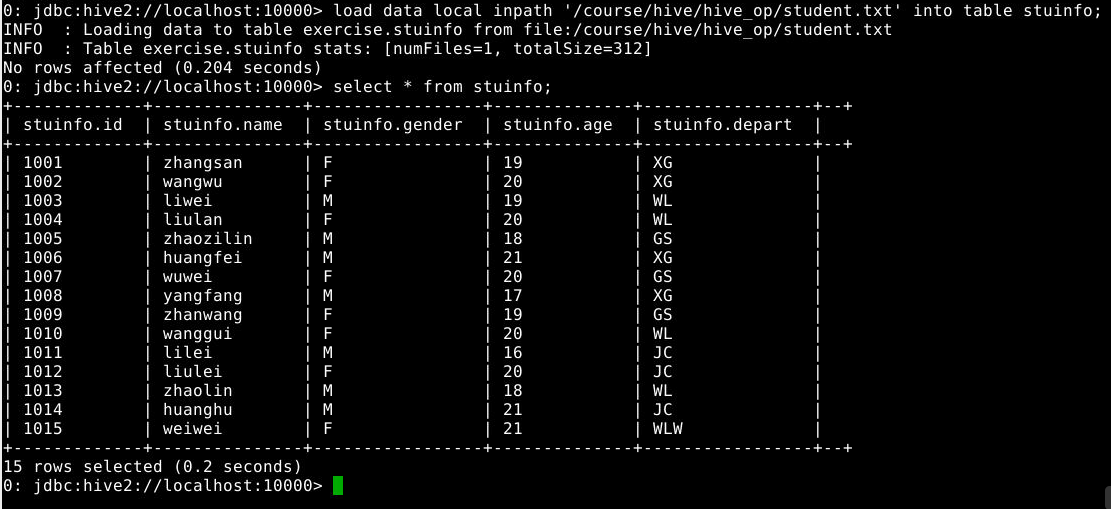 0: jdbc:hive2://localhost:10000> load data local inpath '/course/hive/hive_op/student.txt' into table stuinfo;
INFO  : Loading data to table exercise.stuinfo from file:/course/hive/hive_op/student.txt
INFO  : Table exercise.stuinfo stats: [numFiles=1, totalSize=312]
No rows affected (0.204 seconds)
0: jdbc:hive2://localhost:10000> select * from stuinfo;
+-------------+---------------+-----------------+--------------+-----------------+--+
| stuinfo.id  | stuinfo.name  | stuinfo.gender  | stuinfo.age  | stuinfo.depart  |
+-------------+---------------+-----------------+--------------+-----------------+--+
| 1001        | zhangsan      | F               | 19           | XG              |
| 1002        | wangwu        | F               | 20           | XG              |
| 1003        | liwei         | M               | 19           | WL              |
| 1004        | liulan        | F               | 20           | WL              |
| 1005        | zhaozilin     | M               | 18           | GS              |
| 1006        | huangfei      | M               | 21           | XG              |
| 1007        | wuwei         | F               | 20           | GS              |
| 1008        | yangfang      | M               | 17           | XG              |
| 1009        | zhanwang      | F               | 19           | GS              |
| 1010        | wanggui       | F               | 20           | WL              |
| 1011        | lilei         | M               | 16           | JC              |
| 1012        | liulei        | F               | 20           | JC              |
| 1013        | zhaolin       | M               | 18           | WL              |
| 1014        | huanghu       | M               | 21           | JC              |
| 1015        | weiwei        | F               | 21           | WLW             |
+-------------+---------------+-----------------+--------------+-----------------+--+
15 rows selected (0.2 seconds)
0: jdbc:hive2://localhost:10000>